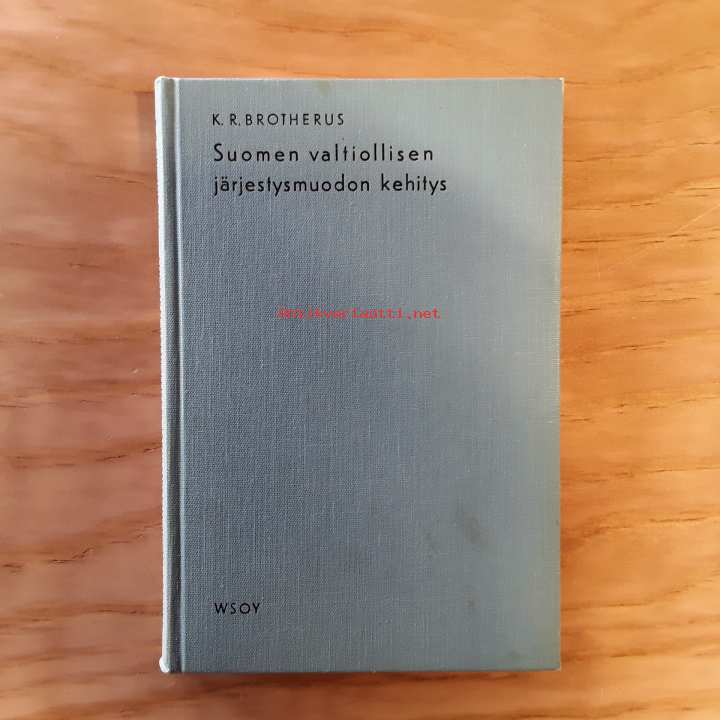 K. R. BROTHERUS
Suomen valtiollisen
järjestysmuodon kehitys
Antikvariaatti.net
WSOY